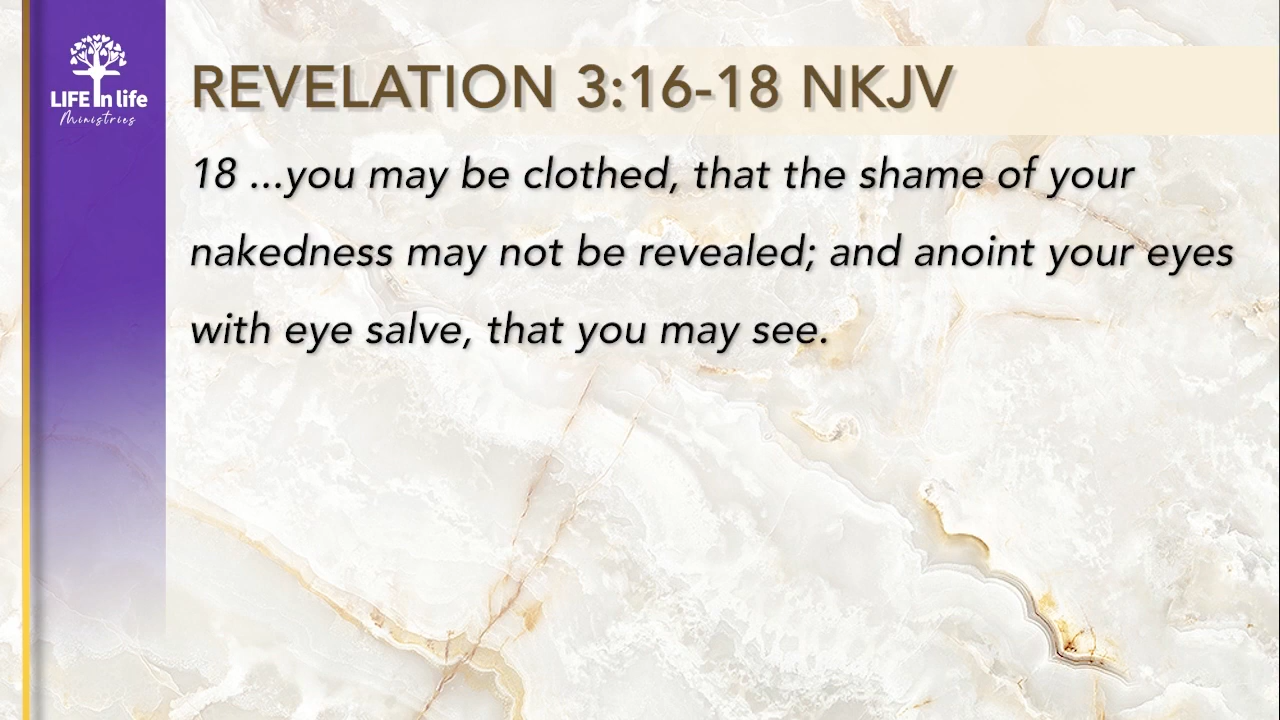 LIFE in life
Ministries
REVELATION 3:16-18 NKJV
18 ...you may be clothed, that the shame of your
nakedness may not be revealed; and anoint your eyes
with eye salve, that you may see.